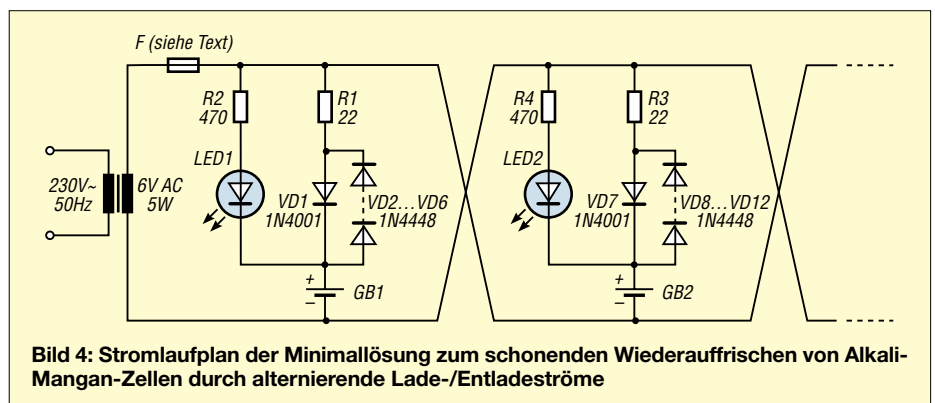 F (siehe Text)
R2
470
R1
22
R4
470
R3
22
LED1
LED2
230V~
50Hz
6V AC
5W
VD1
1N4001
VD2...VD6
1N4448
VD7
1N4001
VD8...VD12
1N4448
+
–
GB1
+
–
GB2
Bild 4: Stromlaufplan der Minimallösung zum schonenden Wiederauffrischen von Alkali-
Mangan-Zellen durch alternierende Lade-/Entladeströme